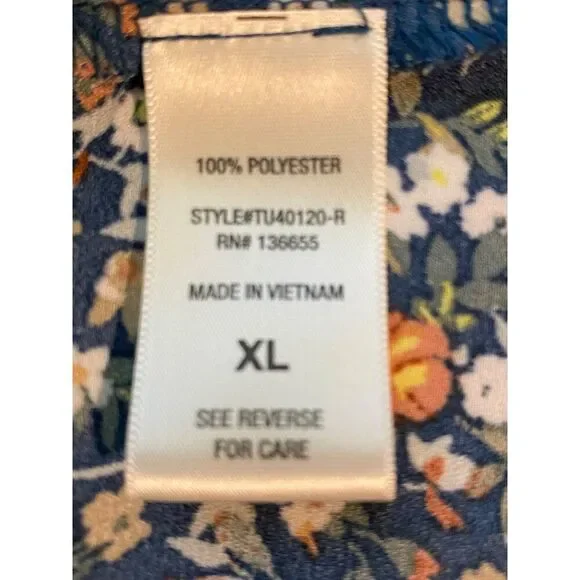 100% POLYESTER
STYLE#TU40120-R
RN# 136655
MADE IN VIETNAM
XL
SEE REVERSE
FOR CARE